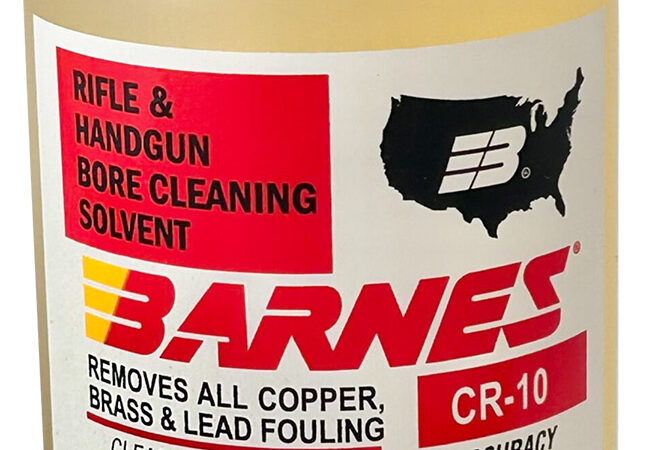 RIFLE &
HANDGUN
BORE CLEANING
SOLVENT
B®
BARNES®
REMOVES ALL COPPER,
BRASS & LEAD FOULING
CR-10